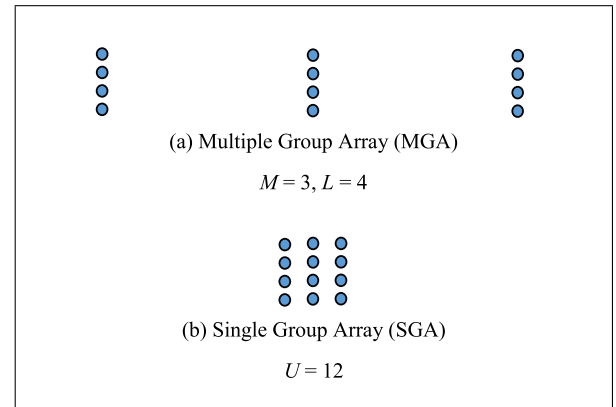 (a) Multiple Group Array (MGA)
M = 3, L = 4
(b) Single Group Array (SGA)
U = 12